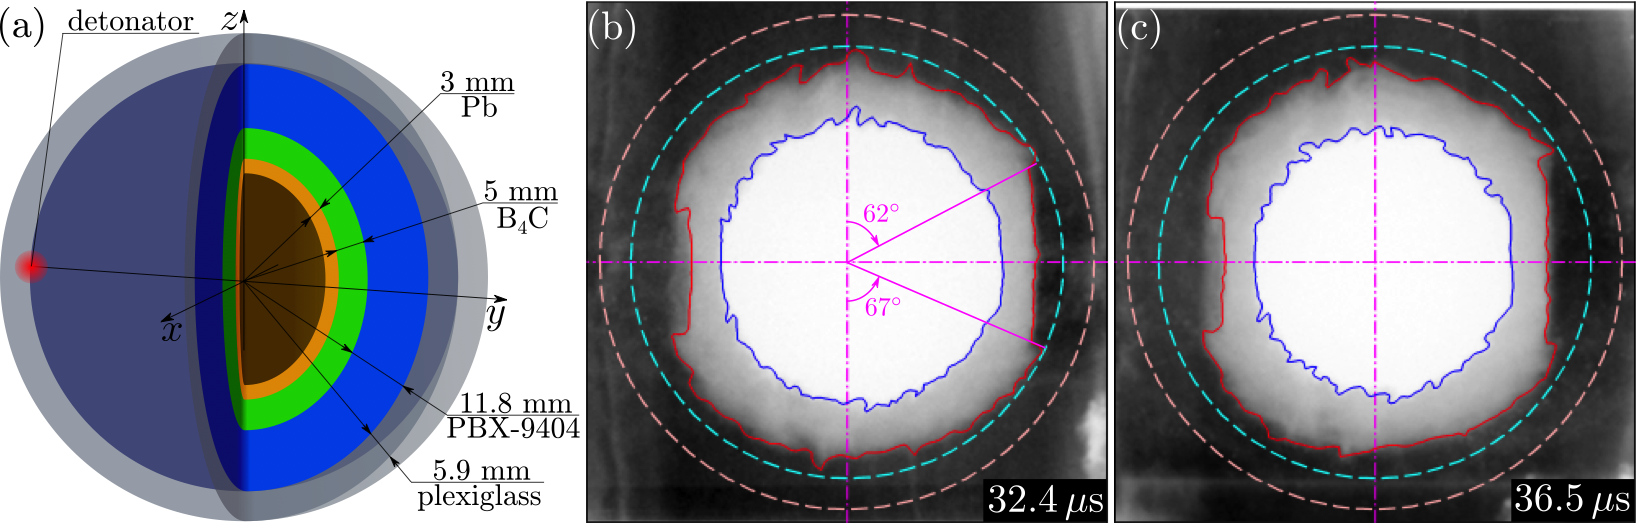 (a)
detonator
z
3 mm
Pb
5 mm
B₄C
x
y
11.8 mm
PBX-9404
5.9 mm
plexiglass
(b)
62°
67°
32.4 μs
(c)
36.5 μs